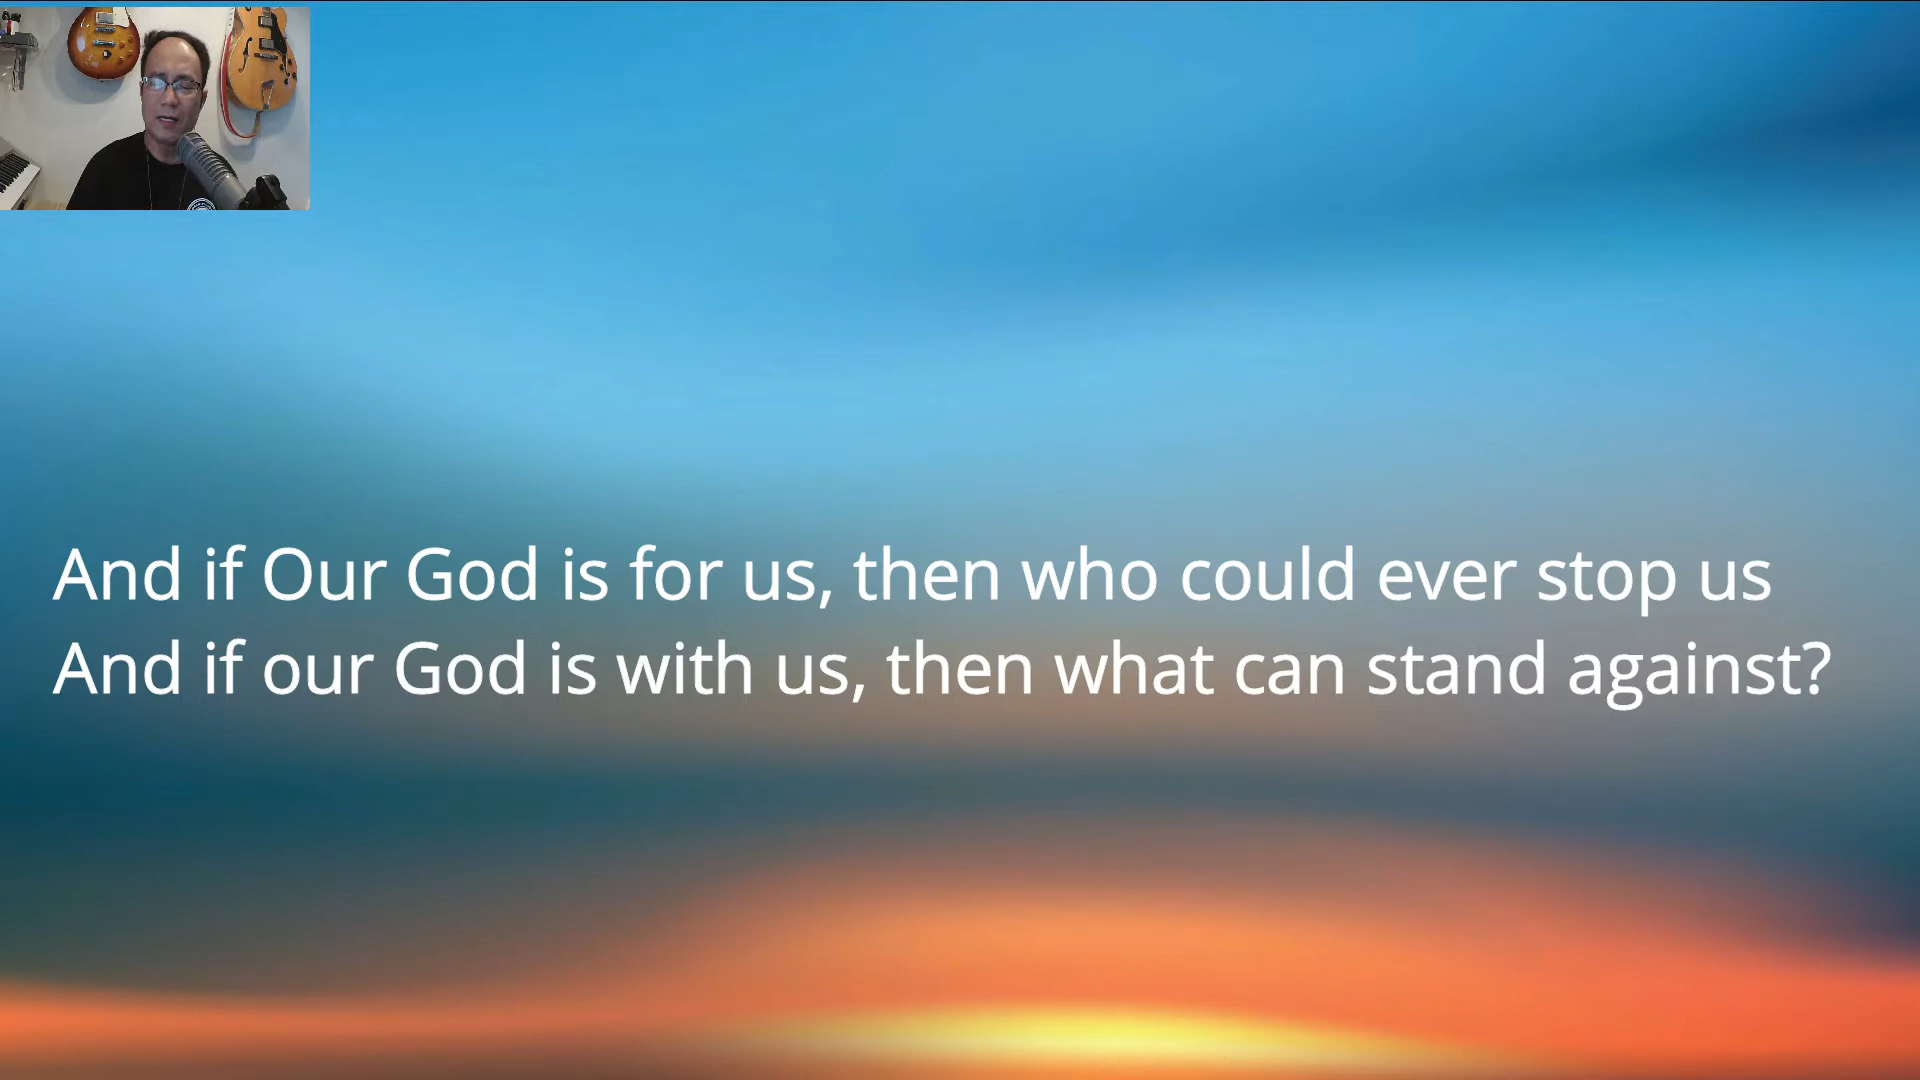 And if Our God is for us, then who could ever stop us
And if our God is with us, then what can stand against?